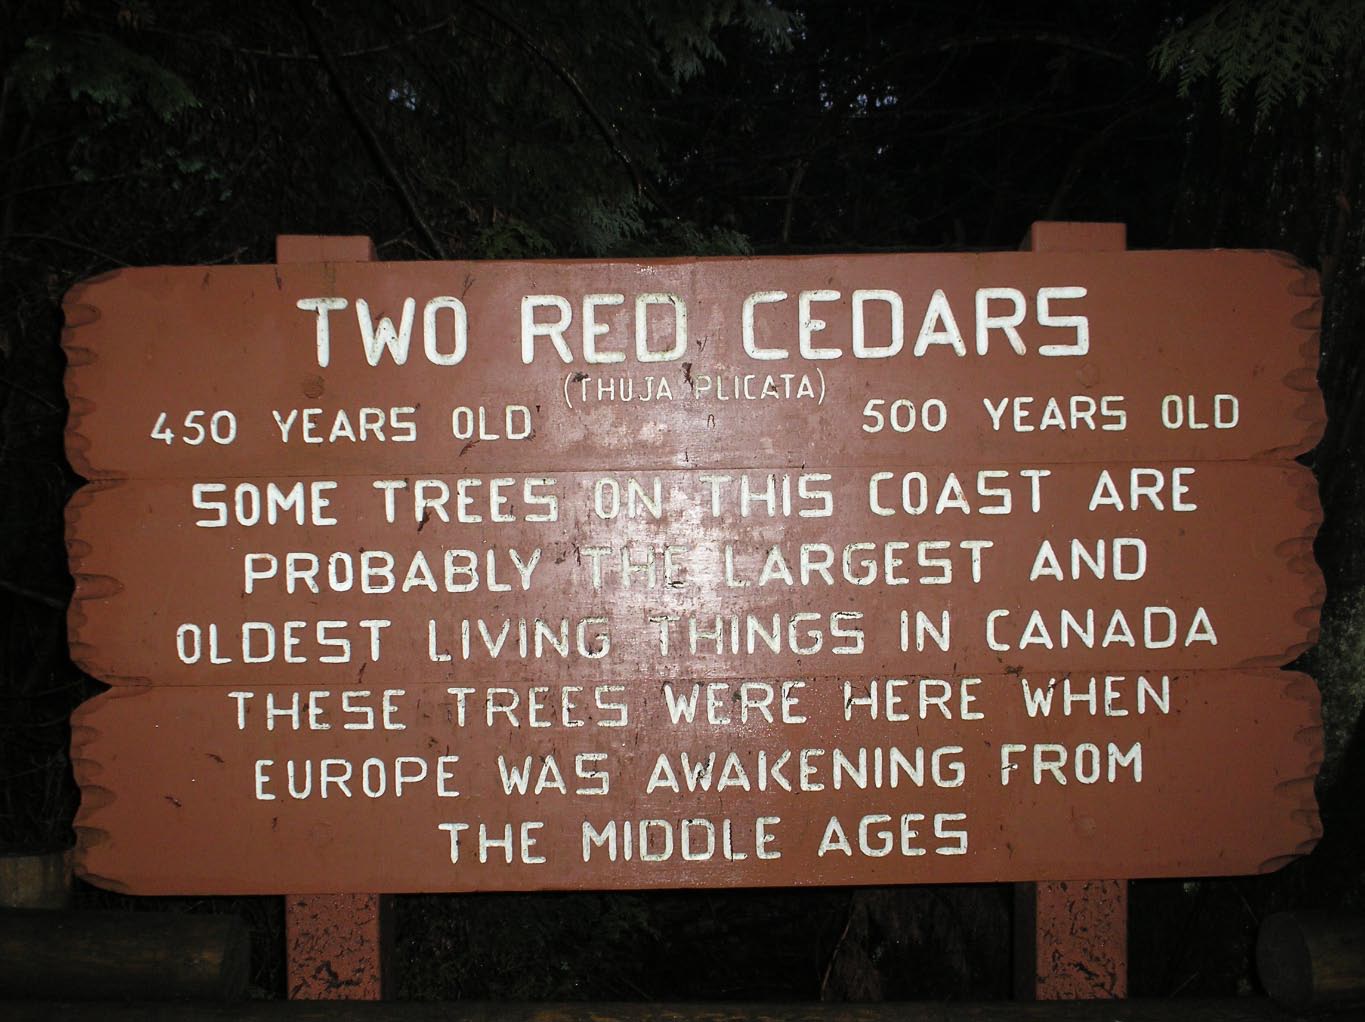 TWO RED CEDARS
(THUJA PLICATA)
450 YEARS OLD 500 YEARS OLD
SOME TREES ON THIS COAST ARE
PROBABLY THE LARGEST AND
OLDEST LIVING THINGS IN CANADA
THESE TREES WERE HERE WHEN
EUROPE WAS AWAKENING FROM
THE MIDDLE AGES